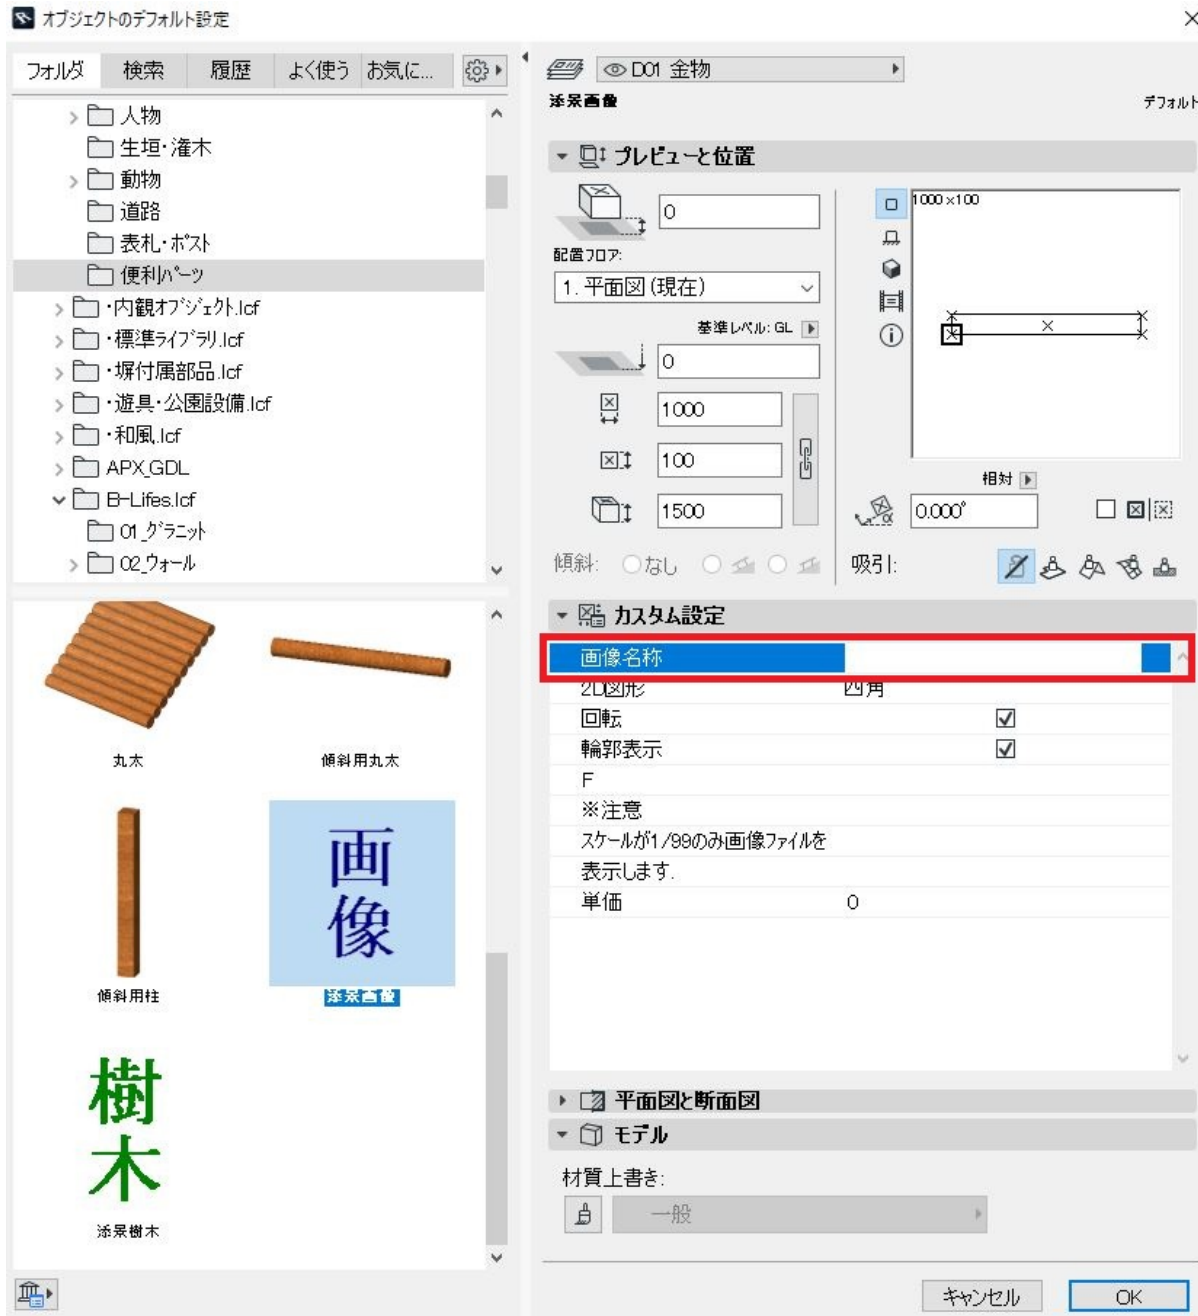 オブジェクトのデフォルト設定
フォルダ 検索 履歴 よく使う お気に...
人物
生垣・潅木
動物
道路
表札・ポスト
便利パーツ
・内観オブジェクト.lcf
・標準ライブラリ.lcf
・塀付属部品.lcf
・遊具・公園設備.lcf
・和風.lcf
APX_GDL
B-Lifes.lcf
01_グラニット
02_ウォール
丸太
傾斜用丸太
画像
傾斜用柱
添景画像
樹木
添景樹木
D01 金物
添景画像
デフォルト
プレビューと位置
0
配置フロア:
1. 平面図 (現在)
基準レベル: GL
0
1000
100
1500
傾斜: なし
1000×100
相対
α
0.000°
吸引:
カスタム設定
画像名称
2D図形 四角
回転
輪郭表示
F
※注意
スケールが1/99のみ画像ファイルを
表示します.
単価 0
平面図と断面図
モデル
材質上書き:
一般
キャンセル OK